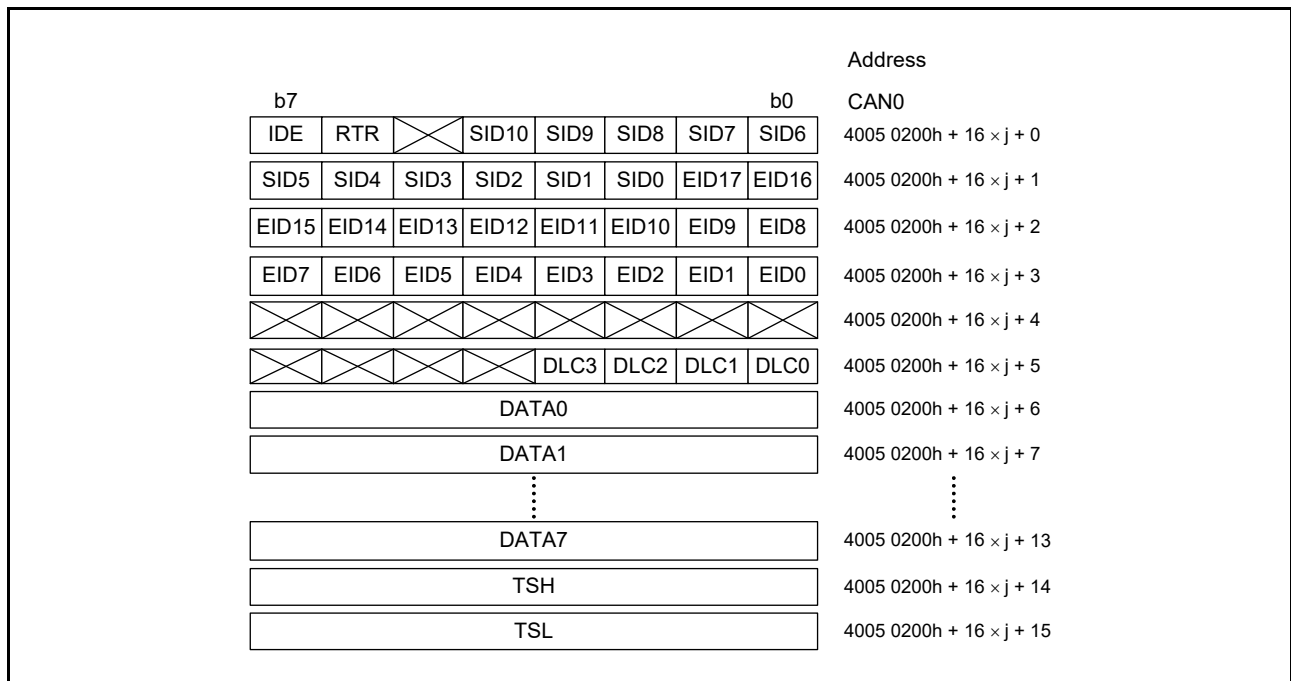 Address
b7 b0 CAN0
IDE RTR SID10 SID9 SID8 SID7 SID6 4005 0200h + 16 × j + 0
SID5 SID4 SID3 SID2 SID1 SID0 EID17 EID16 4005 0200h + 16 × j + 1
EID15 EID14 EID13 EID12 EID11 EID10 EID9 EID8 4005 0200h + 16 × j + 2
EID7 EID6 EID5 EID4 EID3 EID2 EID1 EID0 4005 0200h + 16 × j + 3
4005 0200h + 16 × j + 4
DLC3 DLC2 DLC1 DLC0 4005 0200h + 16 × j + 5
DATA0 4005 0200h + 16 × j + 6
DATA1 4005 0200h + 16 × j + 7
DATA7 4005 0200h + 16 × j + 13
TSH 4005 0200h + 16 × j + 14
TSL 4005 0200h + 16 × j + 15